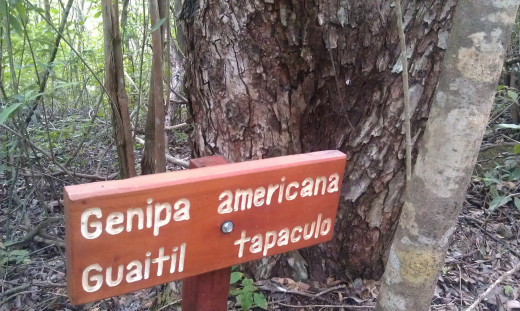 Genipa americana
Guaitil tapaculo